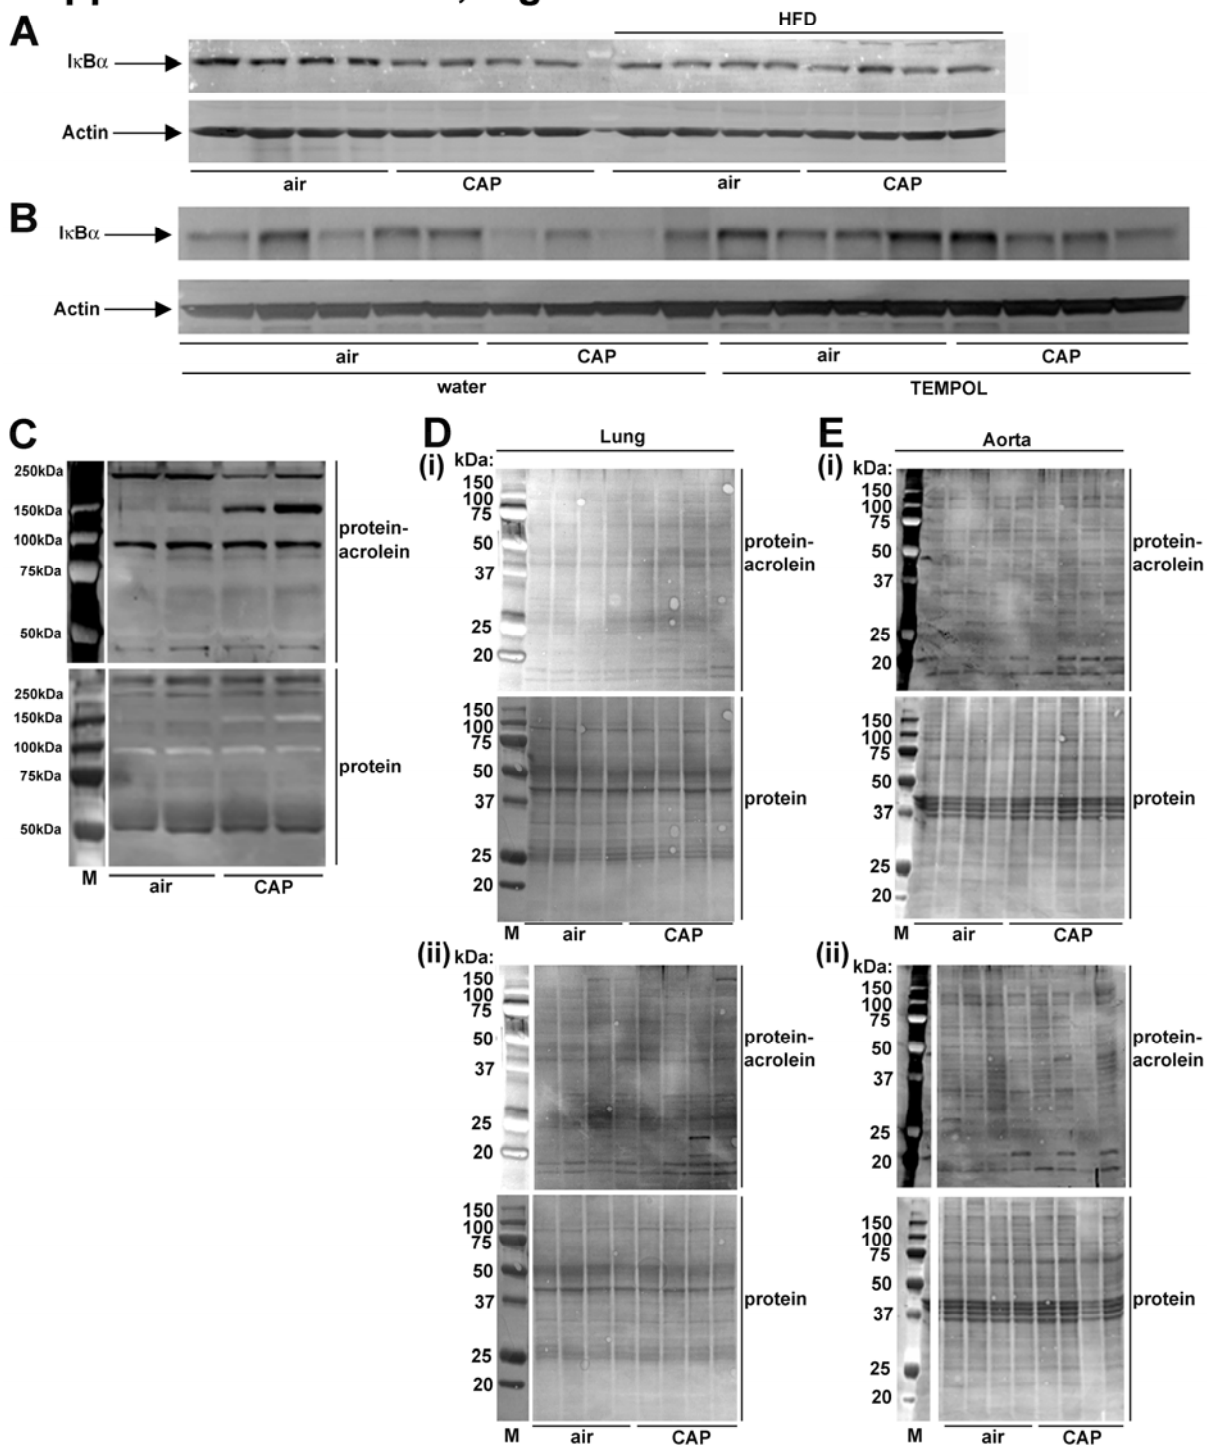 A
HFD
IκBα
Actin
air
CAP
air
CAP
B
IκBα
Actin
air
CAP
air
CAP
water
TEMPOL
C
250kDa
150kDa
100kDa
75kDa
50kDa
protein-
acrolein
250kDa
150kDa
100kDa
75kDa
50kDa
protein
M
air
CAP
D
Lung
(i)
kDa:
150
100
75
50
37
25
20
protein-
acrolein
150
100
75
50
37
25
20
protein
M
air
CAP
(ii)
kDa:
150
100
75
50
37
25
20
protein-
acrolein
150
100
75
50
37
25
20
protein
M
air
CAP
E
Aorta
(i)
kDa:
150
100
75
50
37
25
20
protein-
acrolein
150
100
75
50
37
25
20
protein
M
air
CAP
(ii)
kDa:
150
100
75
50
37
25
20
protein-
acrolein
150
100
75
50
37
25
20
protein
M
air
CAP